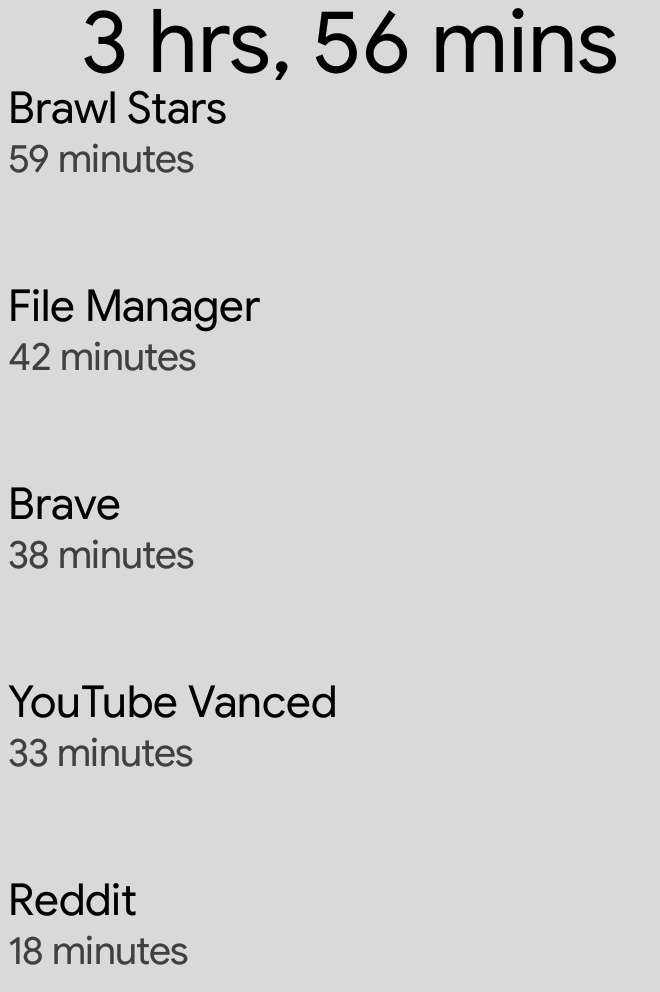 3 hrs, 56 mins
Brawl Stars
59 minutes
File Manager
42 minutes
Brave
38 minutes
YouTube Vanced
33 minutes
Reddit
18 minutes